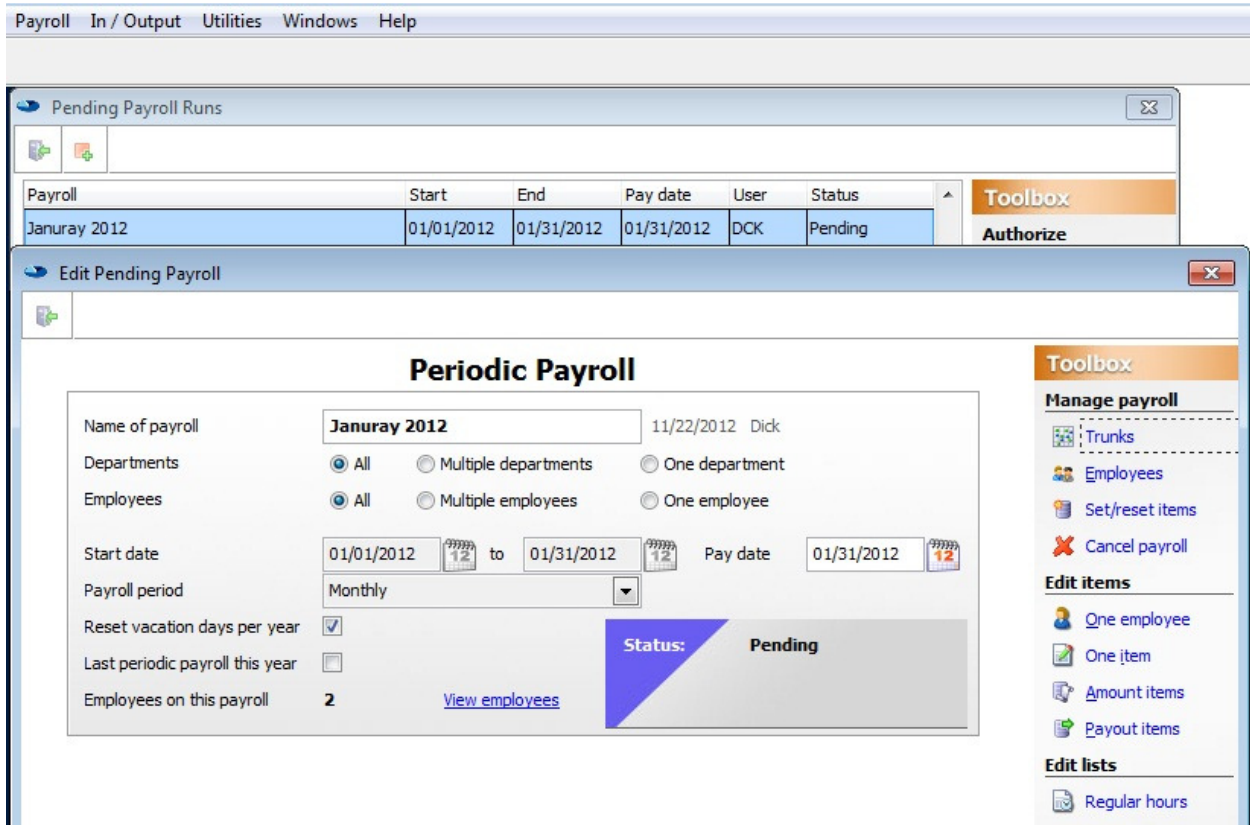 Payroll In / Output Utilities Windows Help
Pending Payroll Runs
Payroll Start End Pay date User Status
Januray 2012 01/01/2012 01/31/2012 01/31/2012 DCK Pending
Toolbox
Authorize
Edit Pending Payroll
Periodic Payroll
Name of payroll Januray 2012 11/22/2012 Dick
Departments All Multiple departments One department
Employees All Multiple employees One employee
Start date 01/01/2012 12 to 01/31/2012 12 Pay date 01/31/2012 12
Payroll period Monthly
Reset vacation days per year
Last periodic payroll this year
Employees on this payroll 2 View employees
Status: Pending
Toolbox
Manage payroll
Trunks
Employees
Set/reset items
Cancel payroll
Edit items
One employee
One item
Amount items
Payout items
Edit lists
Regular hours